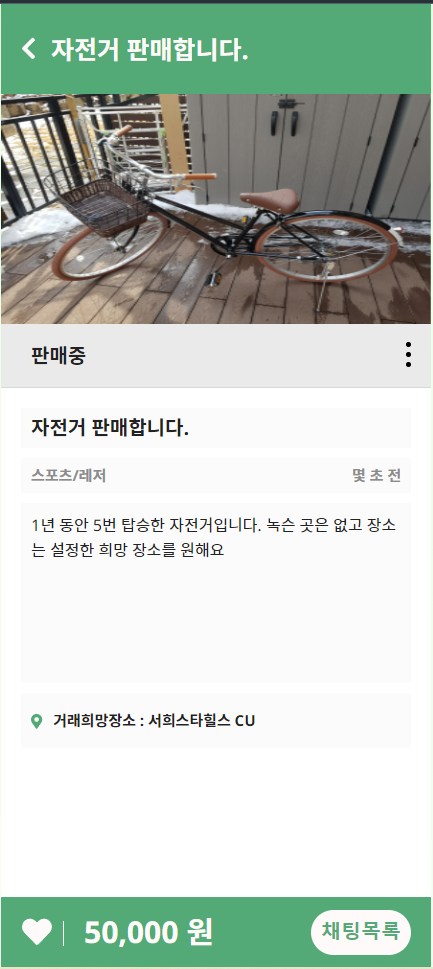 자전거 판매합니다.
판매중
자전거 판매합니다.
스포츠/레저 몇 초 전
1년 동안 5번 탑승한 자전거입니다. 녹슨 곳은 없고 장소
는 설정한 희망 장소를 원해요
거래희망장소 : 서희스타힐스 CU
50,000 원 채팅목록